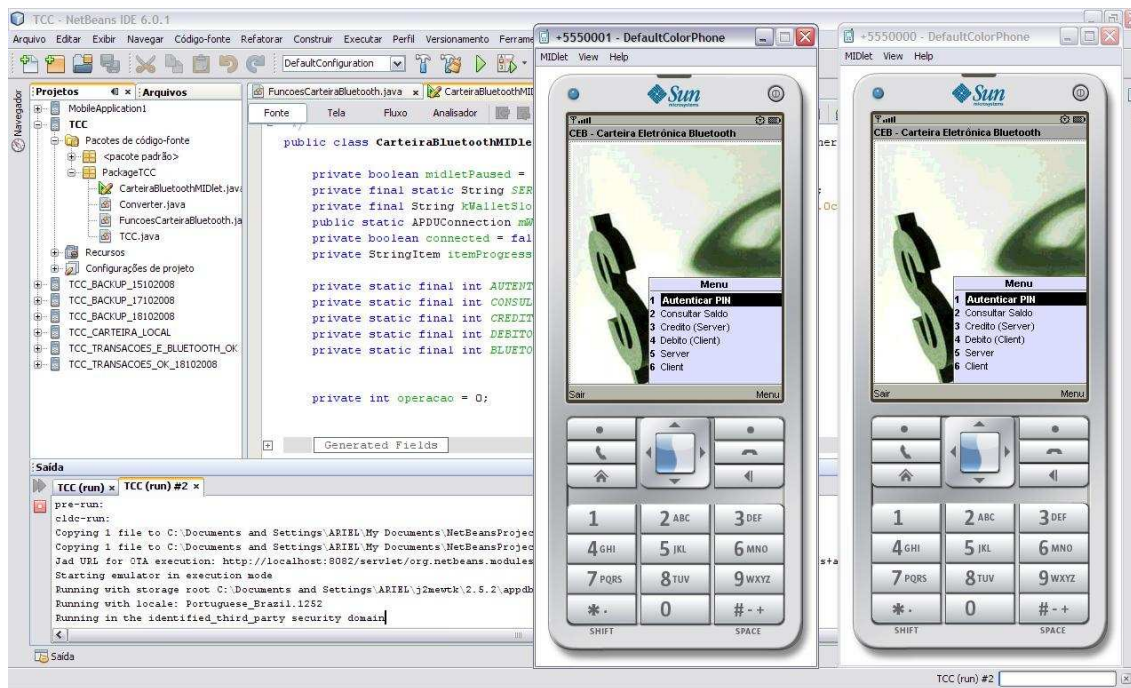 TCC - NetBeans IDE 6.0.1
Arquivo Editar Exibir Navegar Código-fonte Refatorar Construir Executar Perfil Versionamento Ferrame
DefaultConfiguration
Navegador
Projetos
Arquivos
MobileApplication1
TCC
Pacotes de código-fonte
<pacote padrão>
PackageTCC
CarteiraBluetoothMIDlet.java
Converter.java
FuncoesCarteiraBluetooth.ja
TCC.java
Recursos
Configurações de projeto
TCC_BACKUP_15102008
TCC_BACKUP_17102008
TCC_BACKUP_18102008
TCC_CARTEIRA_LOCAL
TCC_TRANSACOES_E_BLUETOOTH_OK
TCC_TRANSACOES_OK_18102008
FuncoesCarteiraBluetooth.java x CarteiraBluetoothMI
Fonte Tela Fluxo Analisador
public class CarteiraBluetoothMIDle
private boolean midletPaused =
private final static String SER
private final String kWalletSlo
public static APDUConnection mW
private boolean connected = fal
private StringItem itemProgress
private static final int AUTENT
private static final int CONSUL
private static final int CREDIT
private static final int DEBITO
private static final int BLUETO
private int operacao = 0;
Generated Fields
Saída
TCC (run) x TCC (run) #2 x
pre-run:
cldc-run:
Copying 1 file to C:\Documents and Settings\ARIEL\My Documents\NetBeansProjec
Copying 1 file to C:\Documents and Settings\ARIEL\My Documents\NetBeansProjec
Jad URL for OTA execution: http://localhost:8082/servlet/org.netbeans.modules
Starting emulator in execution mode
Running with storage root C:\Documents and Settings\ARIEL\j2mewtk\2.5.2\appdb
Running with locale: Portuguese_Brazil.1252
Running in the identified_third_party security domain
Saída
TCC (run) #2
+5550001 - DefaultColorPhone
MIDlet View Help
Sun
microsystems
CEB - Carteira Eletrónica Bluetooth
Menu
1 Autenticar PIN
2 Consultar Saldo
3 Credito (Server)
4 Debito (Client)
5 Server
6 Client
Sair Menu
1 2 ABC 3 DEF
4 GHI 5 JKL 6 MNO
7 PQRS 8 TUV 9 WXYZ
* . 0 # - +
SHIFT SPACE
+5550000 - DefaultColorPhone
MIDlet View Help
Sun
microsystems
CEB - Carteira Eletrónica Bluetooth
Menu
1 Autenticar PIN
2 Consultar Saldo
3 Credito (Server)
4 Debito (Client)
5 Server
6 Client
Sair Menu
1 2 ABC 3 DEF
4 GHI 5 JKL 6 MNO
7 PQRS 8 TUV 9 WXYZ
* . 0 # - +
SHIFT SPACE